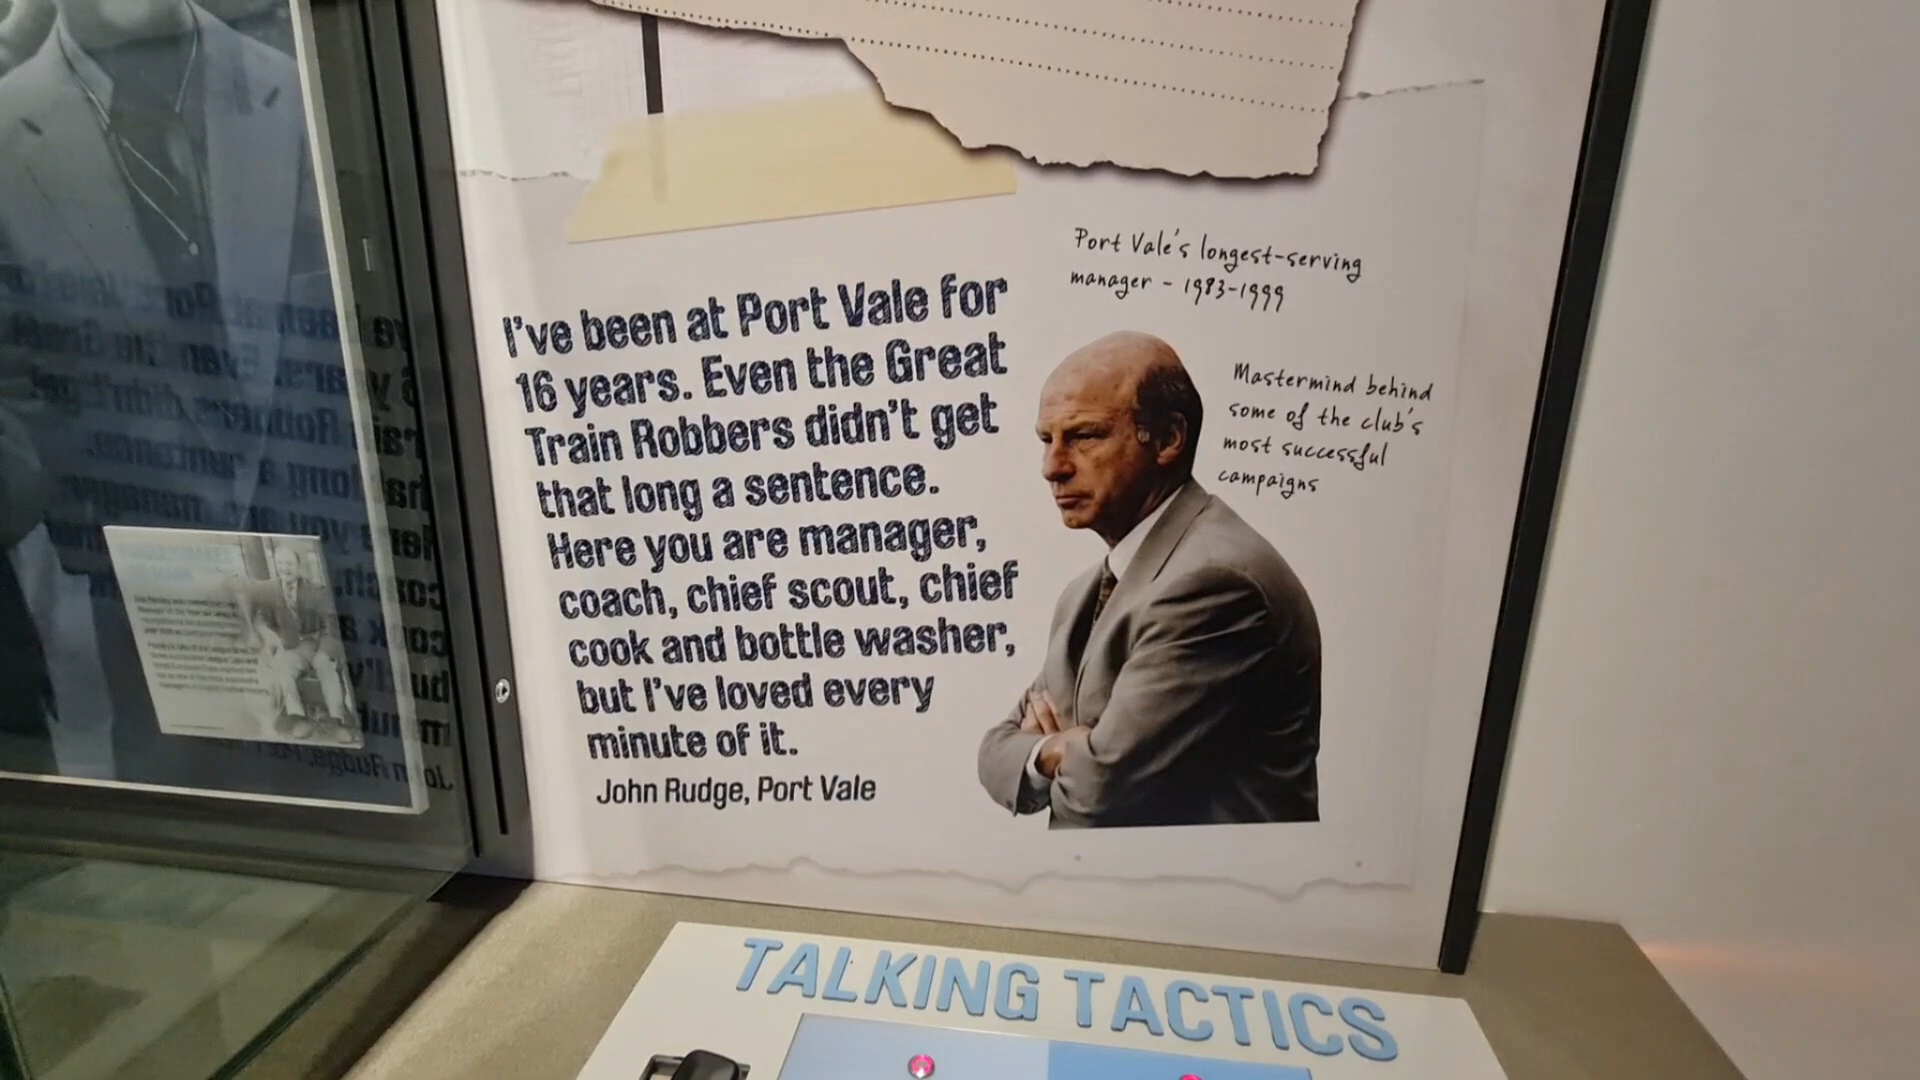 I've been at Port Vale for
16 years. Even the Great
Train Robbers didn't get
that long a sentence.
Here you are manager,
coach, chief scout, chief
cook and bottle washer,
but I've loved every
minute of it.
John Rudge, Port Vale
Port Vale's longest-serving
manager - 1983-1999
Mastermind behind
some of the club's
most successful
campaigns
TALKING TACTICS